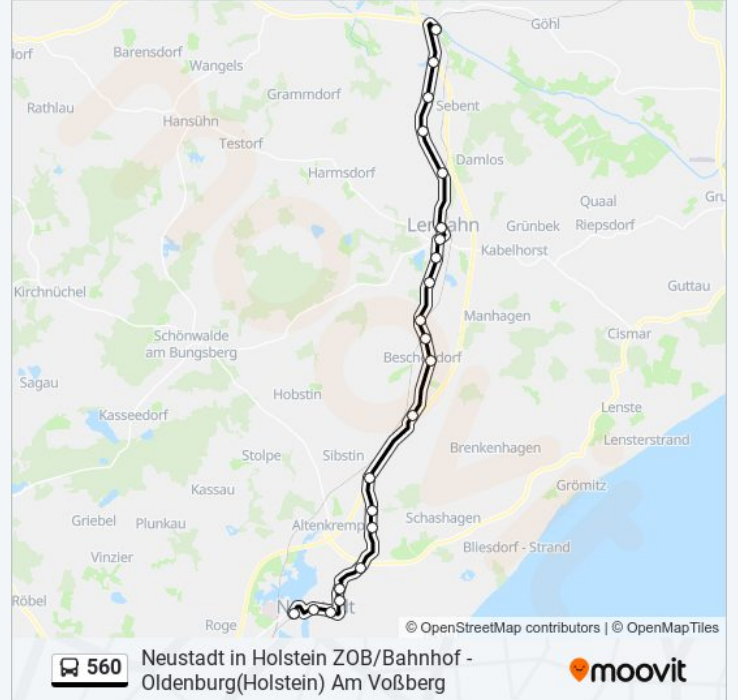 Göhl
Barensdorf
Wangels
Grammdorf
Rathlau
Hansühn
Sebent
Testorf
Damlos
Harmsdorf
Quaal
Grünbek
Riepsdorf
Kabelhorst
Kirchnüchel
Guttau
Manhagen
Schönwalde
am Bungsberg
Cismar
Sagau
Hobstin
Lenste
Kasseedorf
Lensterstrand
Stolpe
Sibstin
Brenkenhagen
Kassau
Grömitz
Griebel
Plunkau
Schashagen
Bliesdorf - Strand
Vinzier
Röbel
Roge
© OpenStreetMap contributors | © OpenMapTiles
560
Neustadt in Holstein ZOB/Bahnhof -
Oldenburg(Holstein) Am Voßberg
moovit